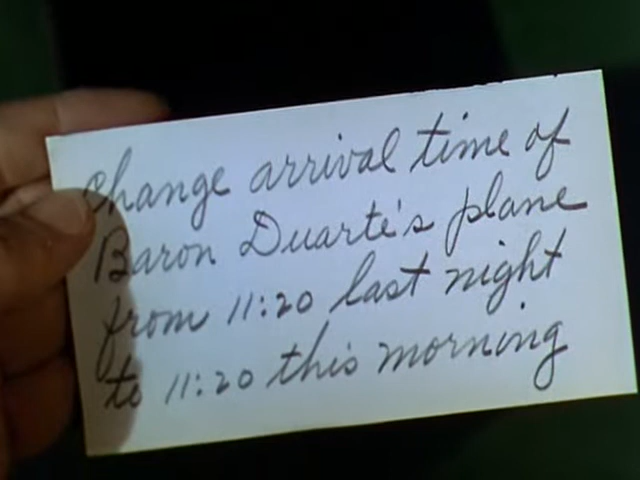 Change arrival time of
Baron Duarte's plane
from 11:20 last night
to 11:20 this morning